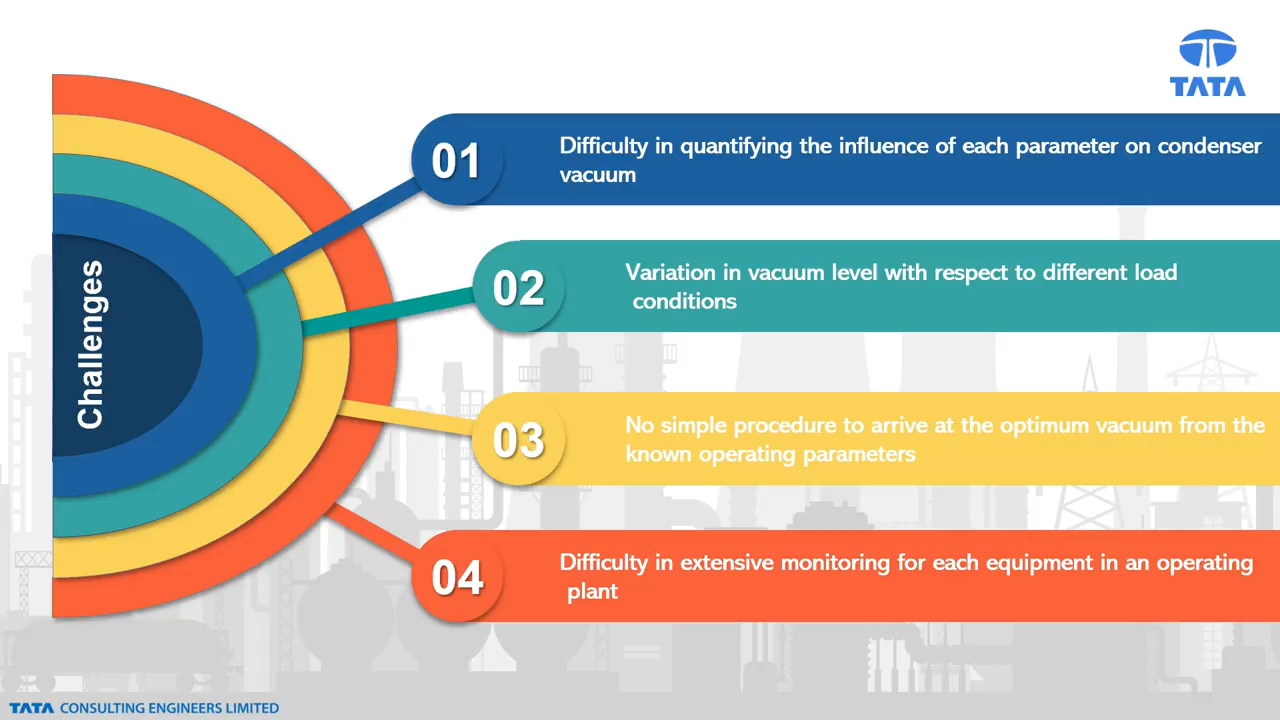 TATA
Challenges
01
Difficulty in quantifying the influence of each parameter on condenser
vacuum
02
Variation in vacuum level with respect to different load
conditions
03
No simple procedure to arrive at the optimum vacuum from the
known operating parameters
04
Difficulty in extensive monitoring for each equipment in an operating
plant
TATA CONSULTING ENGINEERS LIMITED